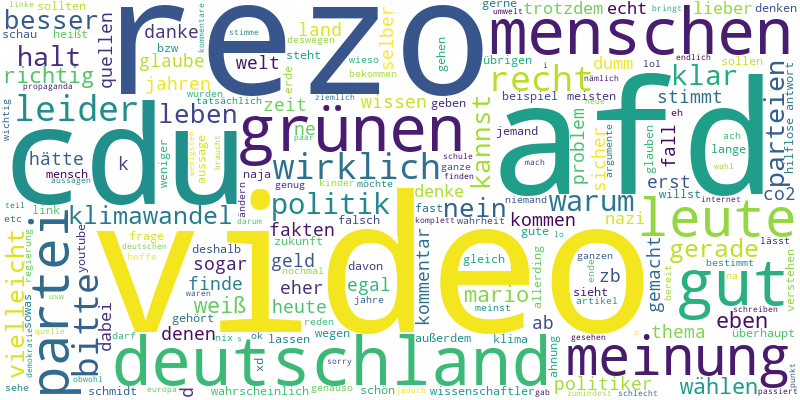 linke
sollten
besser
schau
heißt
halt
richtig
quellen
danke
bzw
glaube
jahren
rezo
kommentare
stimme
deswegen
steht
welt
erde
land
selber
wieso
bekommen
gehen
umwelt
gerne
bringt
denken
trotzdem
echt
lieber
menschen
endlich
übrigen
dumm
lol
sollen
nämlich
recht
klar
propaganda
wurden
tatsächlich
ziemlich
zeit
wissen
geben
beispiel
meisten
i
nede
eh
stimmt
wichtig
leider
leben
cdu
grünen
ne
paar
kannst
afd
jemand
problem
argumente
sicher
fall
ach
lange
glauben
wahl
parteien
hilflose
antwort
hätte
k
weniger
aussage
wenigsten
braucht
naja
wirklich
schule
ganze
finden
mach
erst
willst
co2
mensch
aussagen
genug
kinder
möchte
denke
niemand
internet
teil
link
klimawandel
ändern
darum
politik
nein
komplett
wahrheit
warum
leute
etc
partei
frage
deutschen
hoffe
youtube
deshalb
fakten
zukunft
nochmal
falsch
fast
kommen
gute
lo
nazi
lässt
vielleicht
regierung
sowas
bitte
dabei
sogar
finde
waren
geld
davon
eher
jahre
zb
gleich
kommentar
ganzen
ende
sieht
artikel
allerding
gemacht
gerade
bestimmt
na
bereit
verstehen
usw
quelle
demokratie
weiß
egal
heute
video
mario
meinst
ab
thema
gut
eben
überhaupt
schreiben
denen
gehört
darf
nix
s
ok
xd
lassen
reden
wegen
außerdem
klima
ahnung
gesehen
p
meinung
sehe
obwohl
deutschland
sorry
politiker
wählen
punkt
passiert
d
schmidt
europa
wahrscheinlich
genauso
schön
jedoch
wissenschaftler
gab
zumindest
schlecht